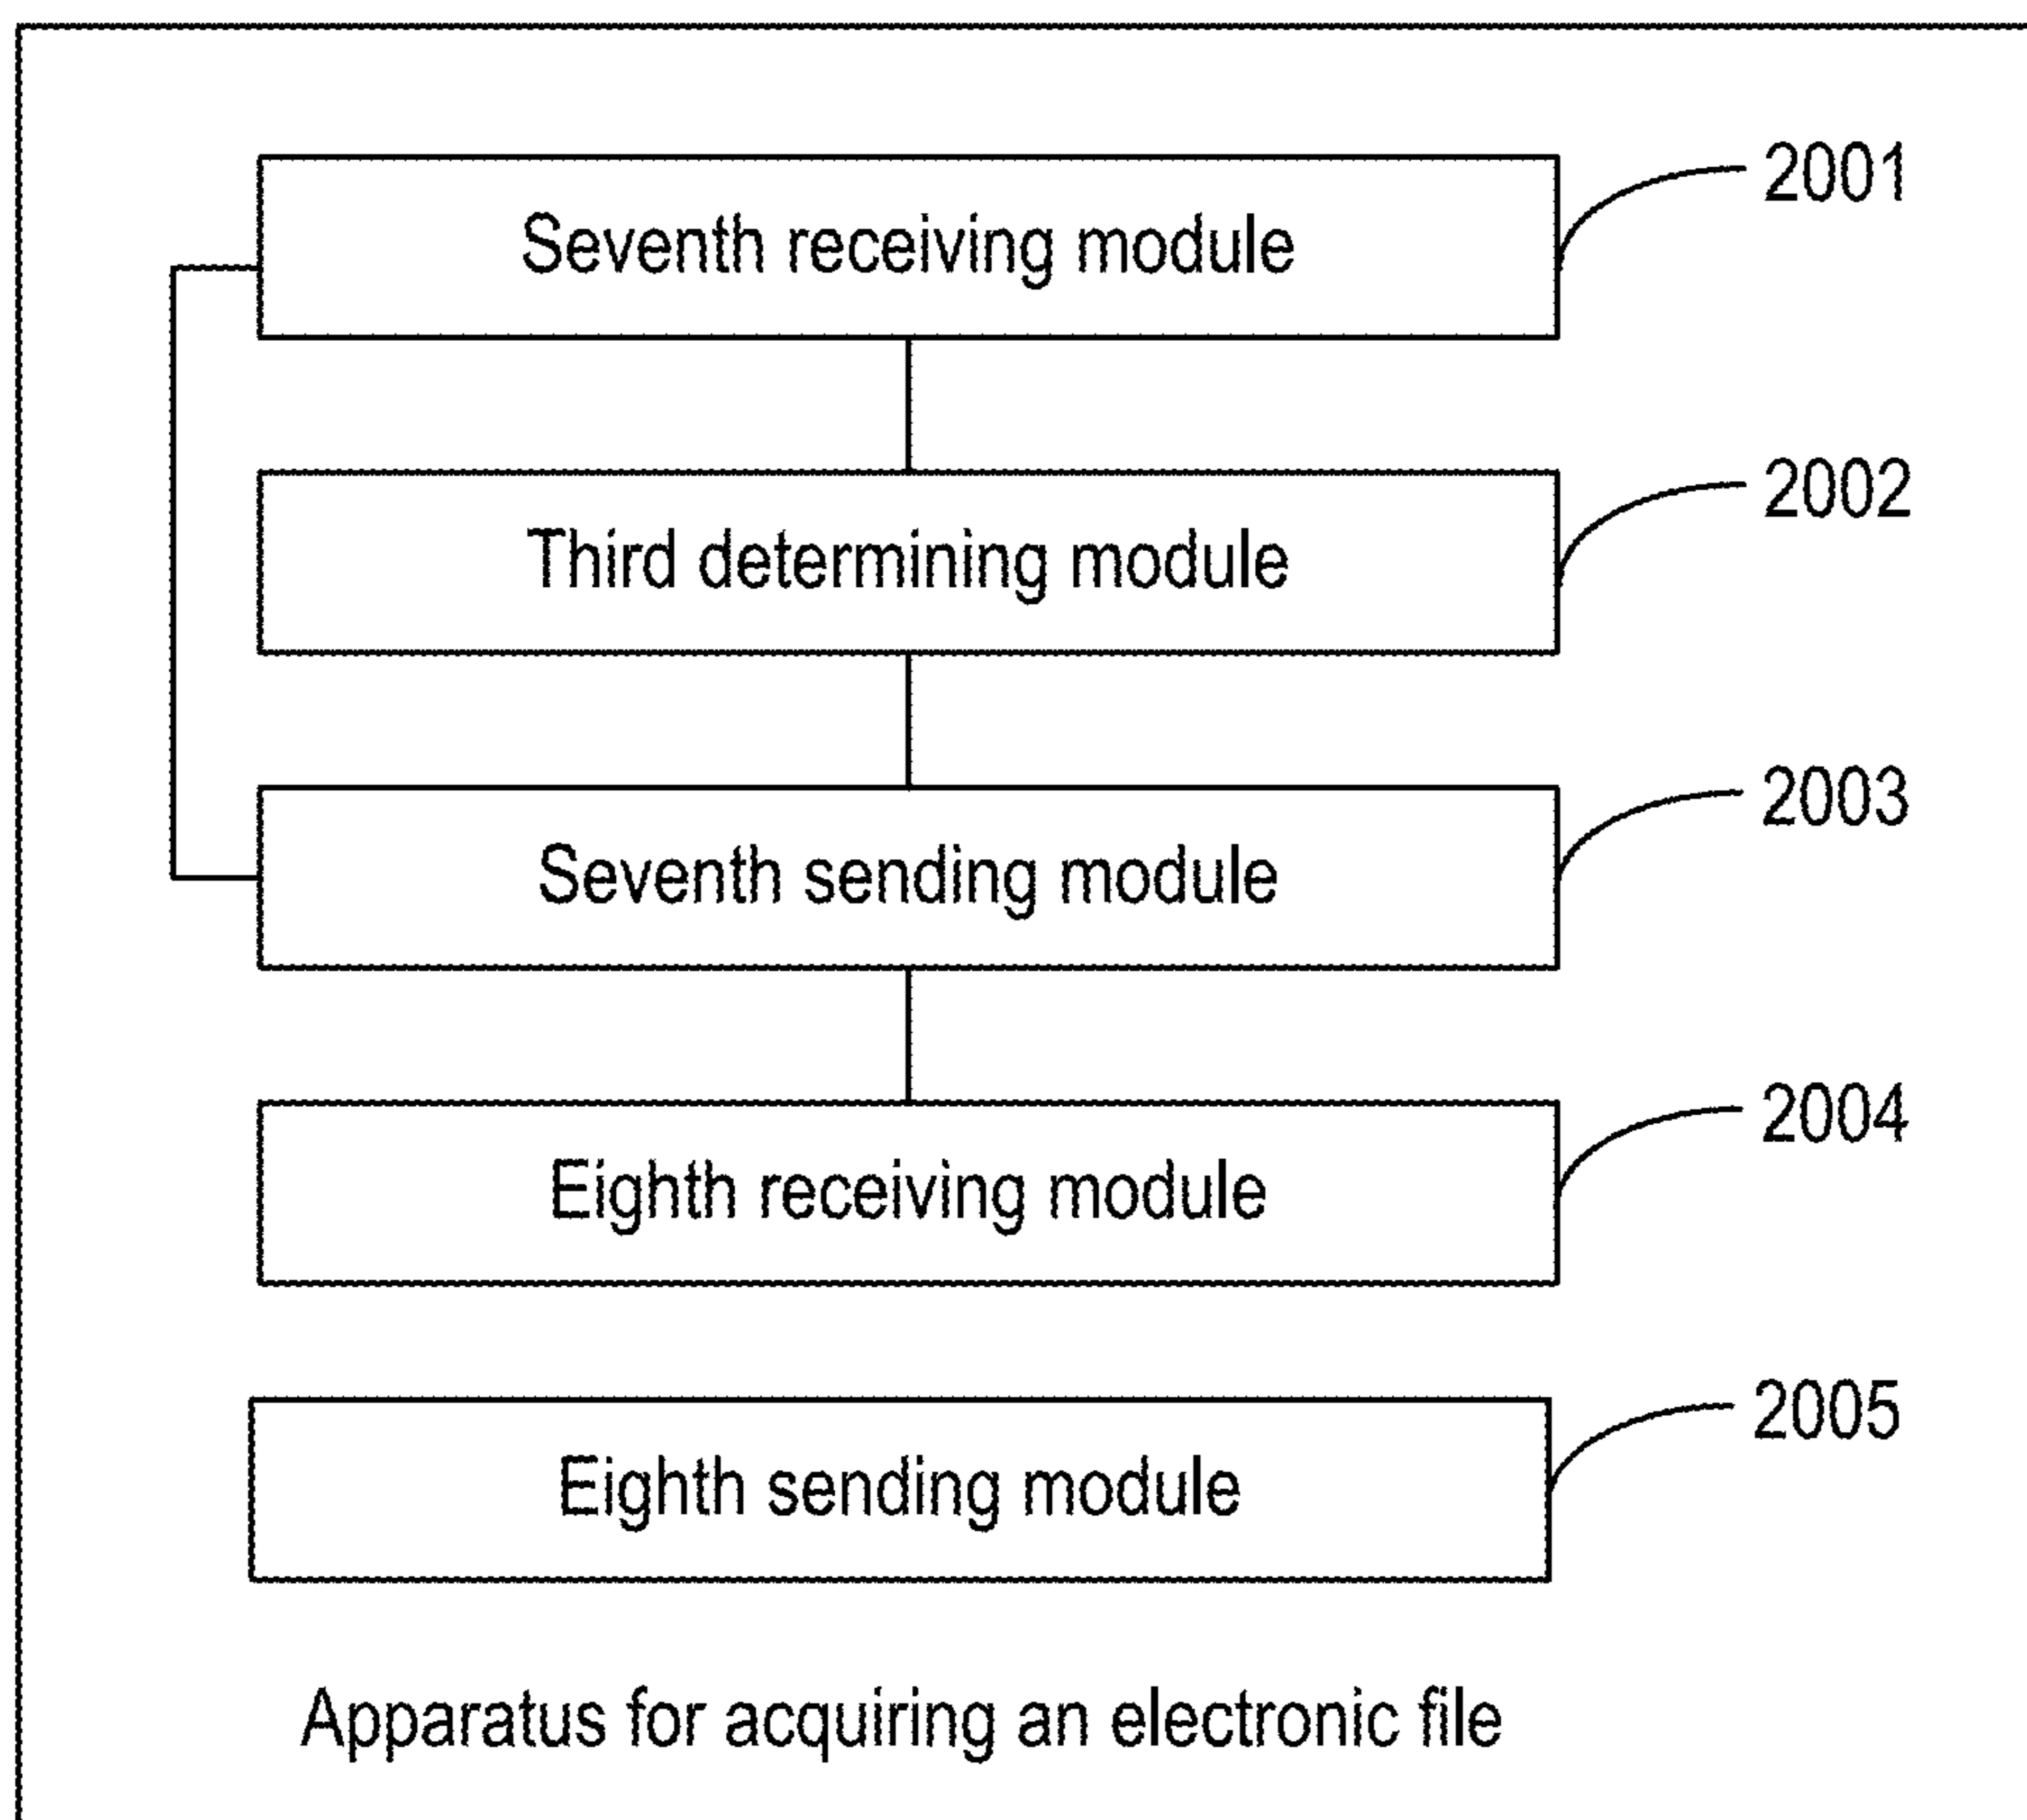 Seventh receiving module
2001
Third determining module
2002
Seventh sending module
2003
Eighth receiving module
2004
Eighth sending module
2005
Apparatus for acquiring an electronic file